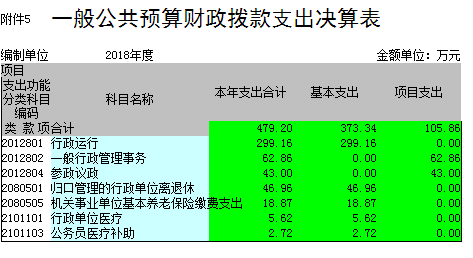 附件5 一般公共预算财政拨款支出决算表
编制单位 2018年度 金额单位：万元
项目
支出功能分类科目编码 科目名称 本年支出合计 基本支出 项目支出
类 款 项 合计 479.20 373.34 105.86
2012801 行政运行 299.16 299.16 0.00
2012802 一般行政管理事务 62.86 0.00 62.86
2012804 参政议政 43.00 0.00 43.00
2080501 归口管理的行政单位离退休 46.96 46.96 0.00
2080505 机关事业单位基本养老保险缴费支出 18.87 18.87 0.00
2101101 行政单位医疗 5.62 5.62 0.00
2101103 公务员医疗补助 2.72 2.72 0.00